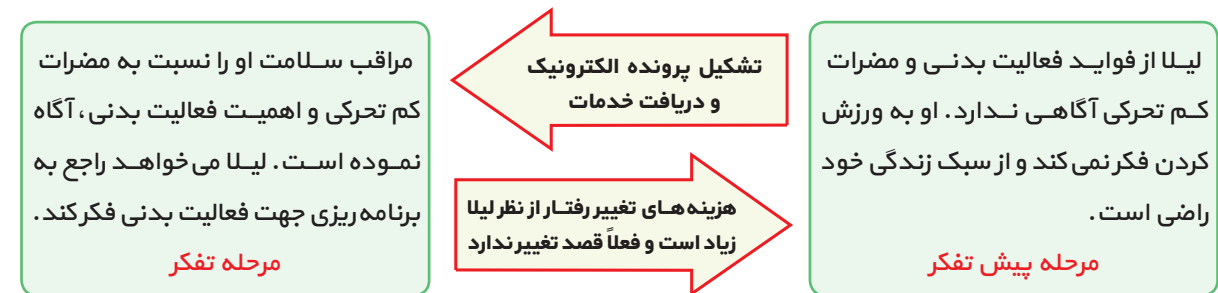 لیلا از فواید فعالیت بدنی و مضرات
کم تحرکی آگاهی ندارد. او به ورزش
کردن فکر نمی‌کند و از سبک زندگی خود
راضی است.
مرحله پیش تفکر
تشکیل پرونده الکترونیک
و دریافت خدمات
هزینه‌های تغییر رفتار از نظر لیلا
زیاد است و فعلاً قصد تغییر ندارد
مراقب سلامت او را نسبت به مضرات
کم تحرکی و اهمیت فعالیت بدنی، آگاه
نموده است. لیلا می‌خواهد راجع به
برنامه‌ریزی جهت فعالیت بدنی فکر کند.
مرحله تفکر